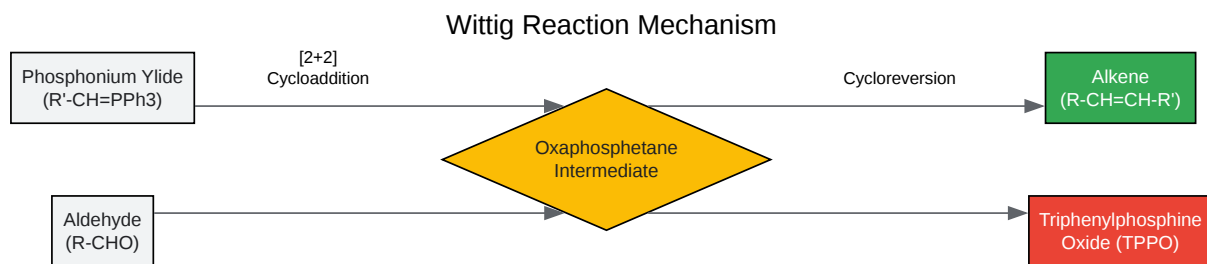 Wittig Reaction Mechanism
Phosphonium Ylide
(R'-CH=PPh3)
[2+2]
Cycloaddition
Cycloreversion
Alkene
(R-CH=CH-R')
Oxaphosphetane
Intermediate
Aldehyde
(R-CHO)
Triphenylphosphine
Oxide (TPPO)